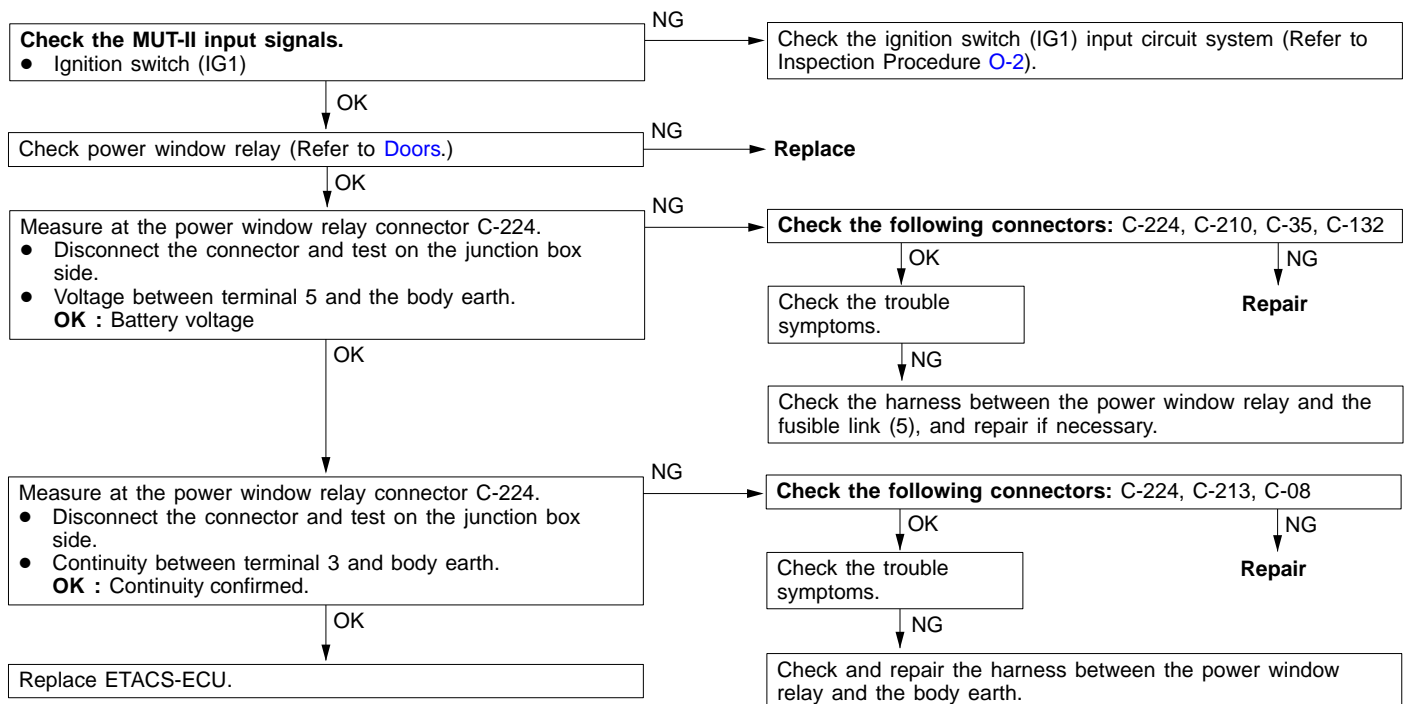 NG
Check the MUT-II input signals.
● Ignition switch (IG1)
Check the ignition switch (IG1) input circuit system (Refer to
Inspection Procedure O-2).
OK
NG
Check power window relay (Refer to Doors.)
Replace
OK
NG
Measure at the power window relay connector C-224.
● Disconnect the connector and test on the junction box
side.
● Voltage between terminal 5 and the body earth.
OK : Battery voltage
Check the following connectors: C-224, C-210, C-35, C-132
OK
NG
Check the trouble
symptoms.
Repair
OK
NG
Check the harness between the power window relay and the
fusible link (5), and repair if necessary.
NG
Measure at the power window relay connector C-224.
● Disconnect the connector and test on the junction box
side.
● Continuity between terminal 3 and body earth.
OK : Continuity confirmed.
Check the following connectors: C-224, C-213, C-08
OK
NG
Check the trouble
symptoms.
Repair
OK
NG
Replace ETACS-ECU.
Check and repair the harness between the power window
relay and the body earth.